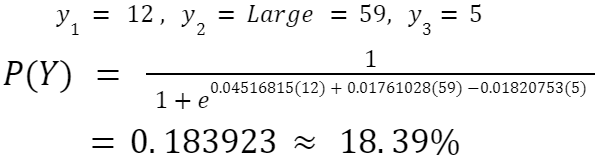 y₁ = 12 , y₂ = Large = 59, y₃ = 5
P(Y) = 1 / 1 + e^0.04516815(12) + 0.01761028(59) −0.01820753(5)
= 0.183923 ≈ 18.39%